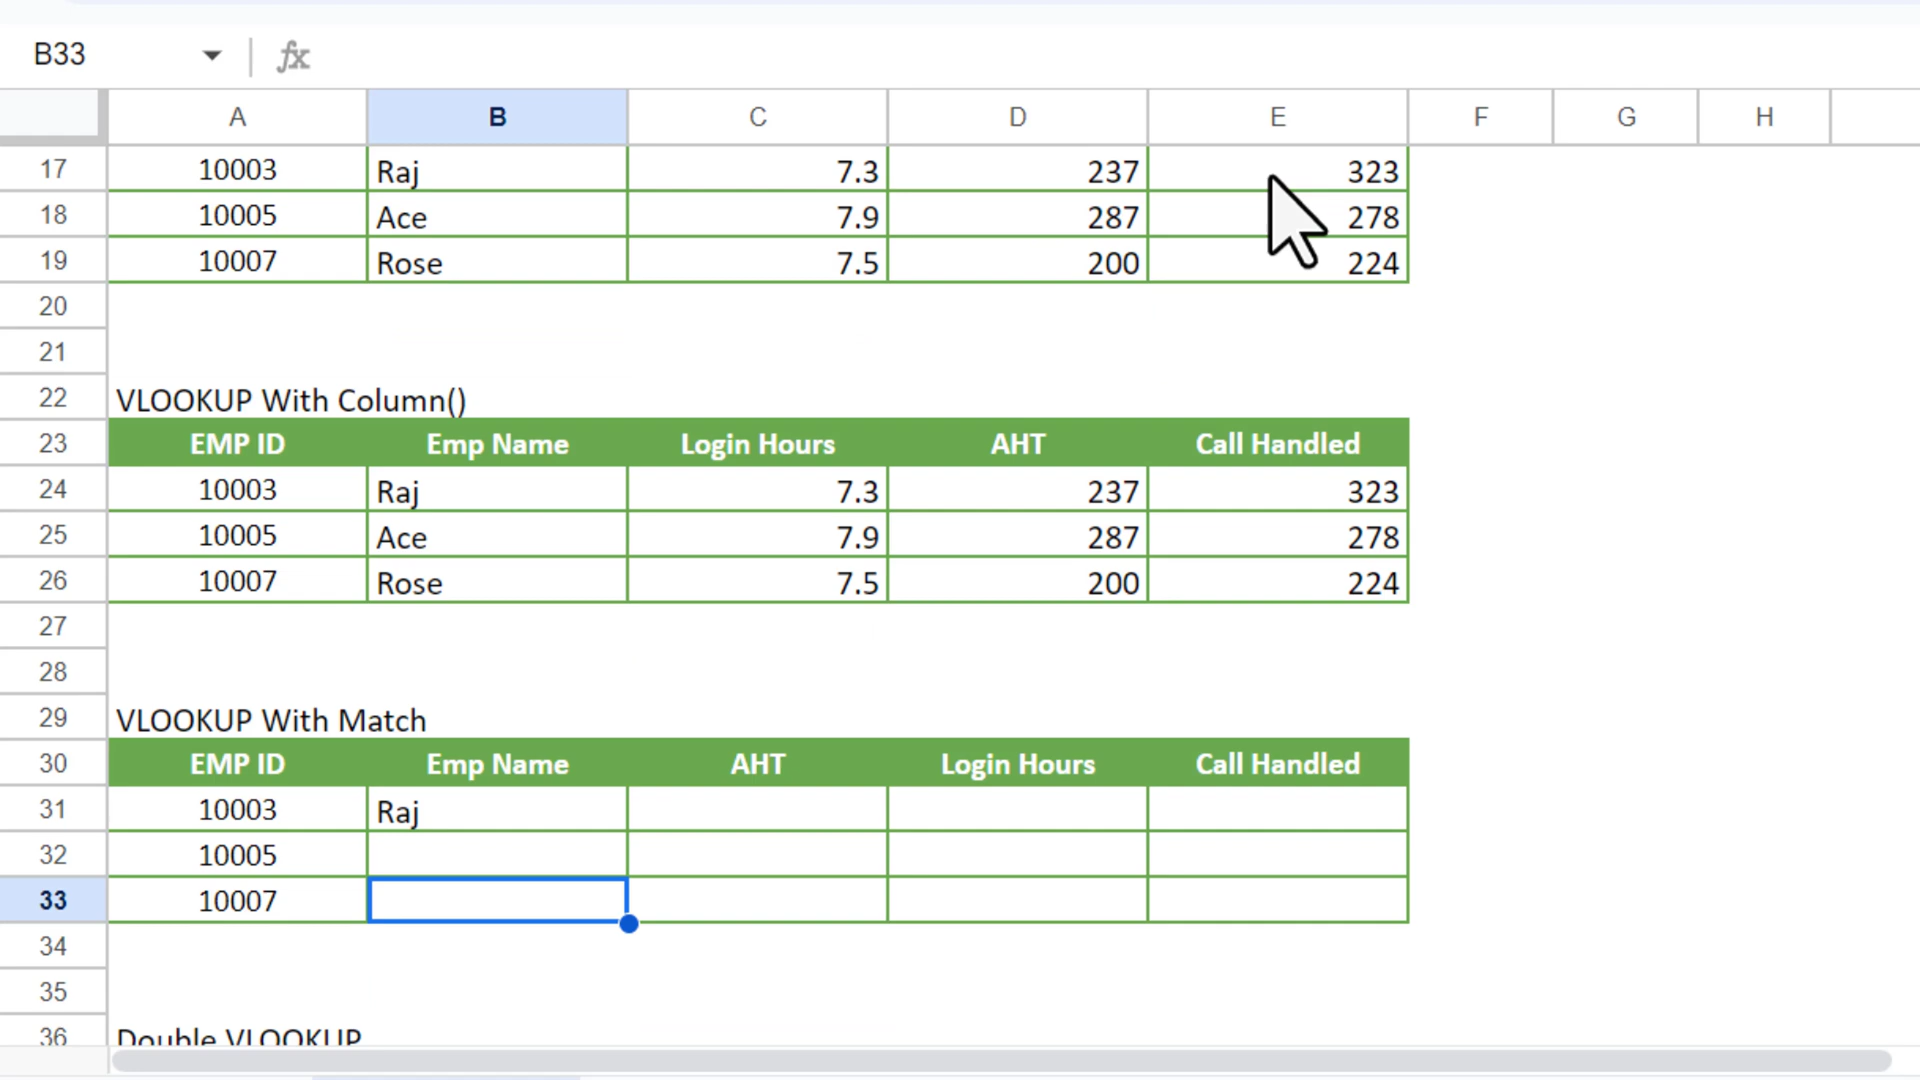 B33 fx
A B C D E F G H
17 10003 Raj 7.3 237 323
18 10005 Ace 7.9 287 278
19 10007 Rose 7.5 200 224
20
21
22 VLOOKUP With Column()
23 EMP ID Emp Name Login Hours AHT Call Handled
24 10003 Raj 7.3 237 323
25 10005 Ace 7.9 287 278
26 10007 Rose 7.5 200 224
27
28
29 VLOOKUP With Match
30 EMP ID Emp Name AHT Login Hours Call Handled
31 10003 Raj
32 10005
33 10007
34
35
36 Double VLOOKUP